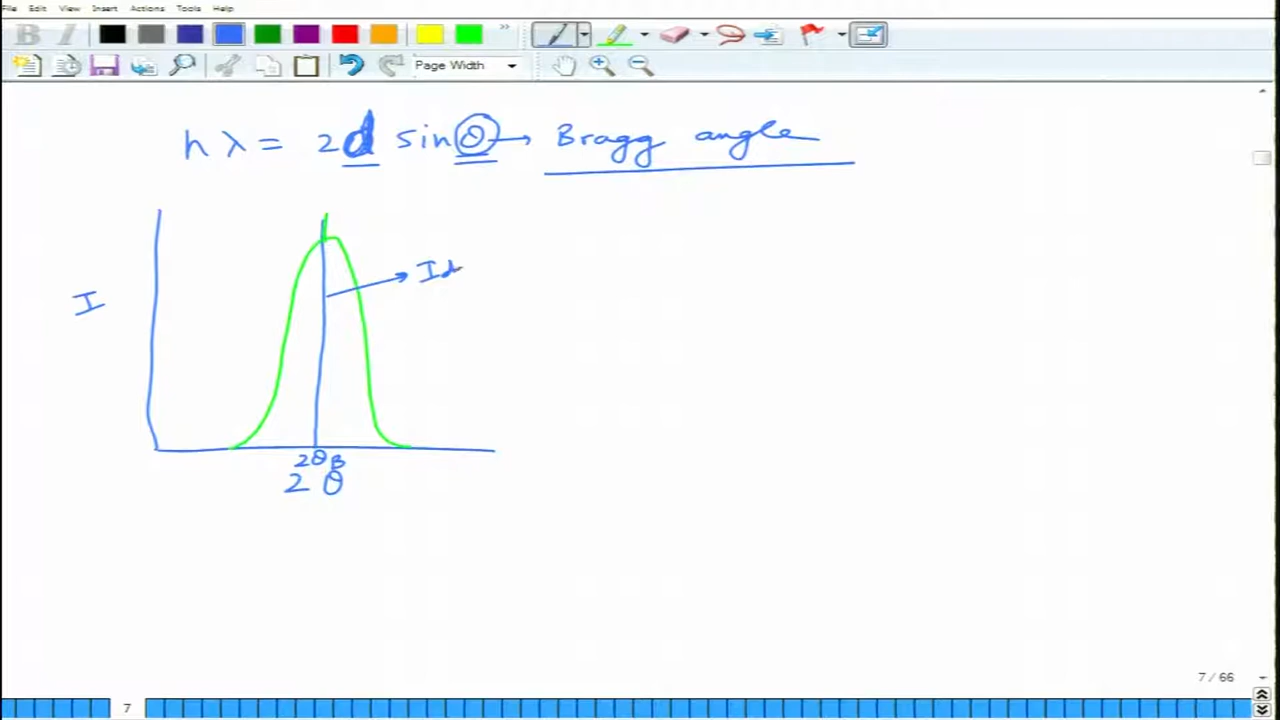 File Edit View Insert Actions Tools Help
B I
Page Width
nλ = 2d sinθ → Bragg angle
I
Id
2θB
2θ
7 / 66
7